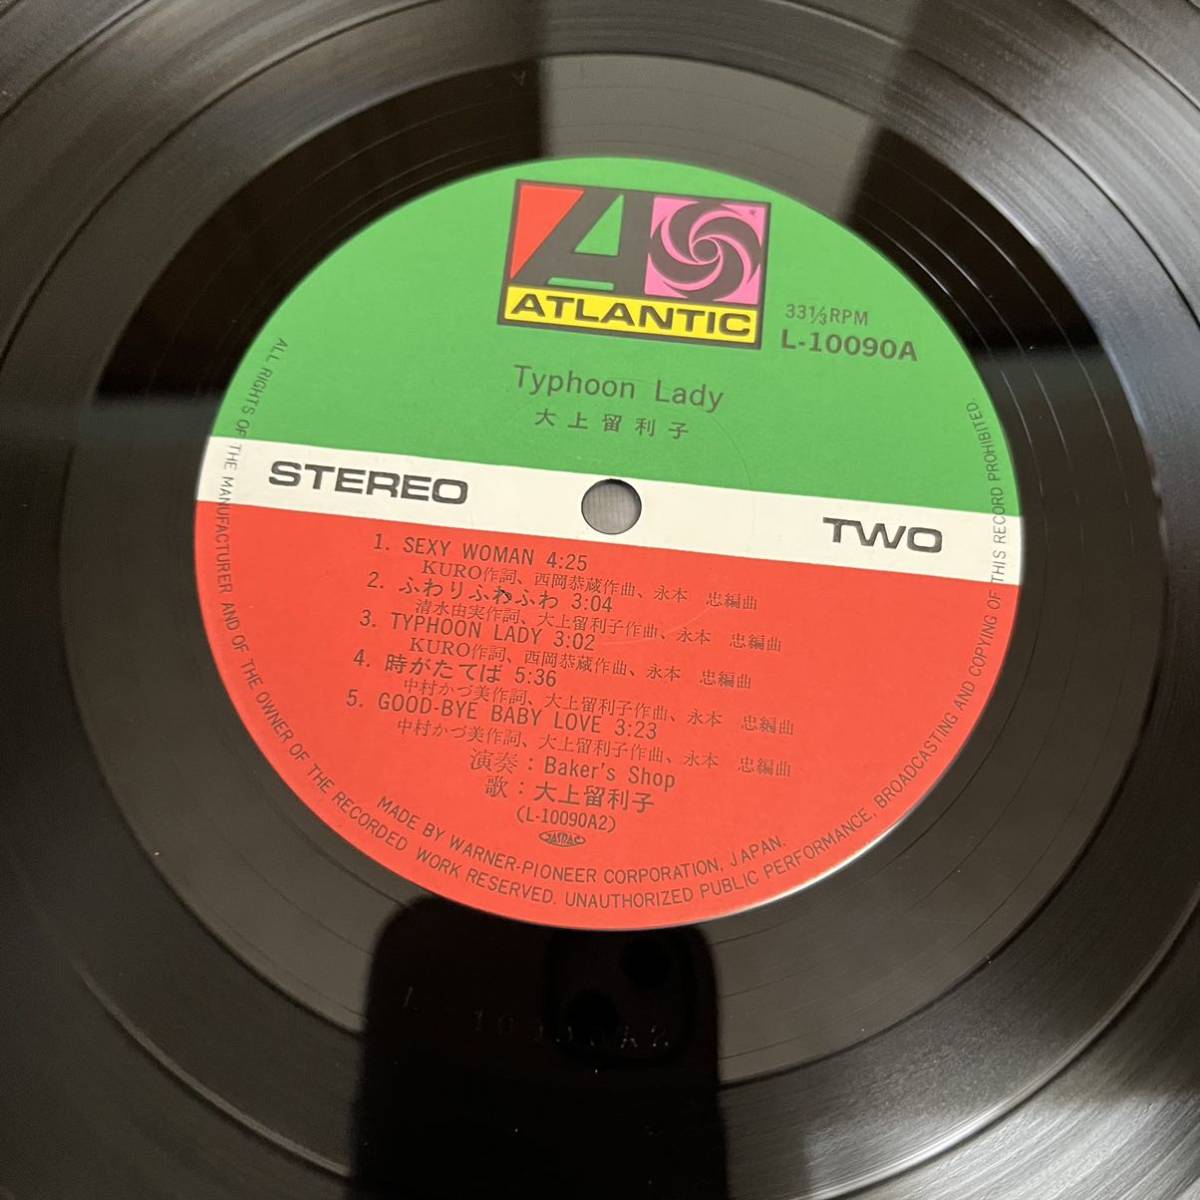 ATLANTIC
33⅓RPM
L-10090A
Typhoon Lady
大上留利子
STEREO
TWO
1. SEXY WOMAN 4:25
KURO作詞、西岡恭蔵作曲、永本 忠編曲
2. ふわりふわふわ 3:04
清水由実作詞、大上留利子作曲、永本 忠編曲
3. TYPHOON LADY 3:02
KURO作詞、西岡恭蔵作曲、永本 忠編曲
4. 時がたてば 5:36
中村かづ美作詞、大上留利子作曲、永本 忠編曲
5. GOOD-BYE BABY LOVE 3:23
中村かづ美作詞、大上留利子作曲、永本 忠編曲
演奏：Baker's Shop
歌：大上留利子
(L-10090A2)
JASRAC
MADE BY WARNER-PIONEER CORPORATION, JAPAN.
ALL RIGHTS OF THE MANUFACTURER AND OF THE OWNER OF THE RECORDED WORK RESERVED. UNAUTHORIZED PUBLIC PERFORMANCE, BROADCASTING AND COPYING OF THIS RECORD PROHIBITED.